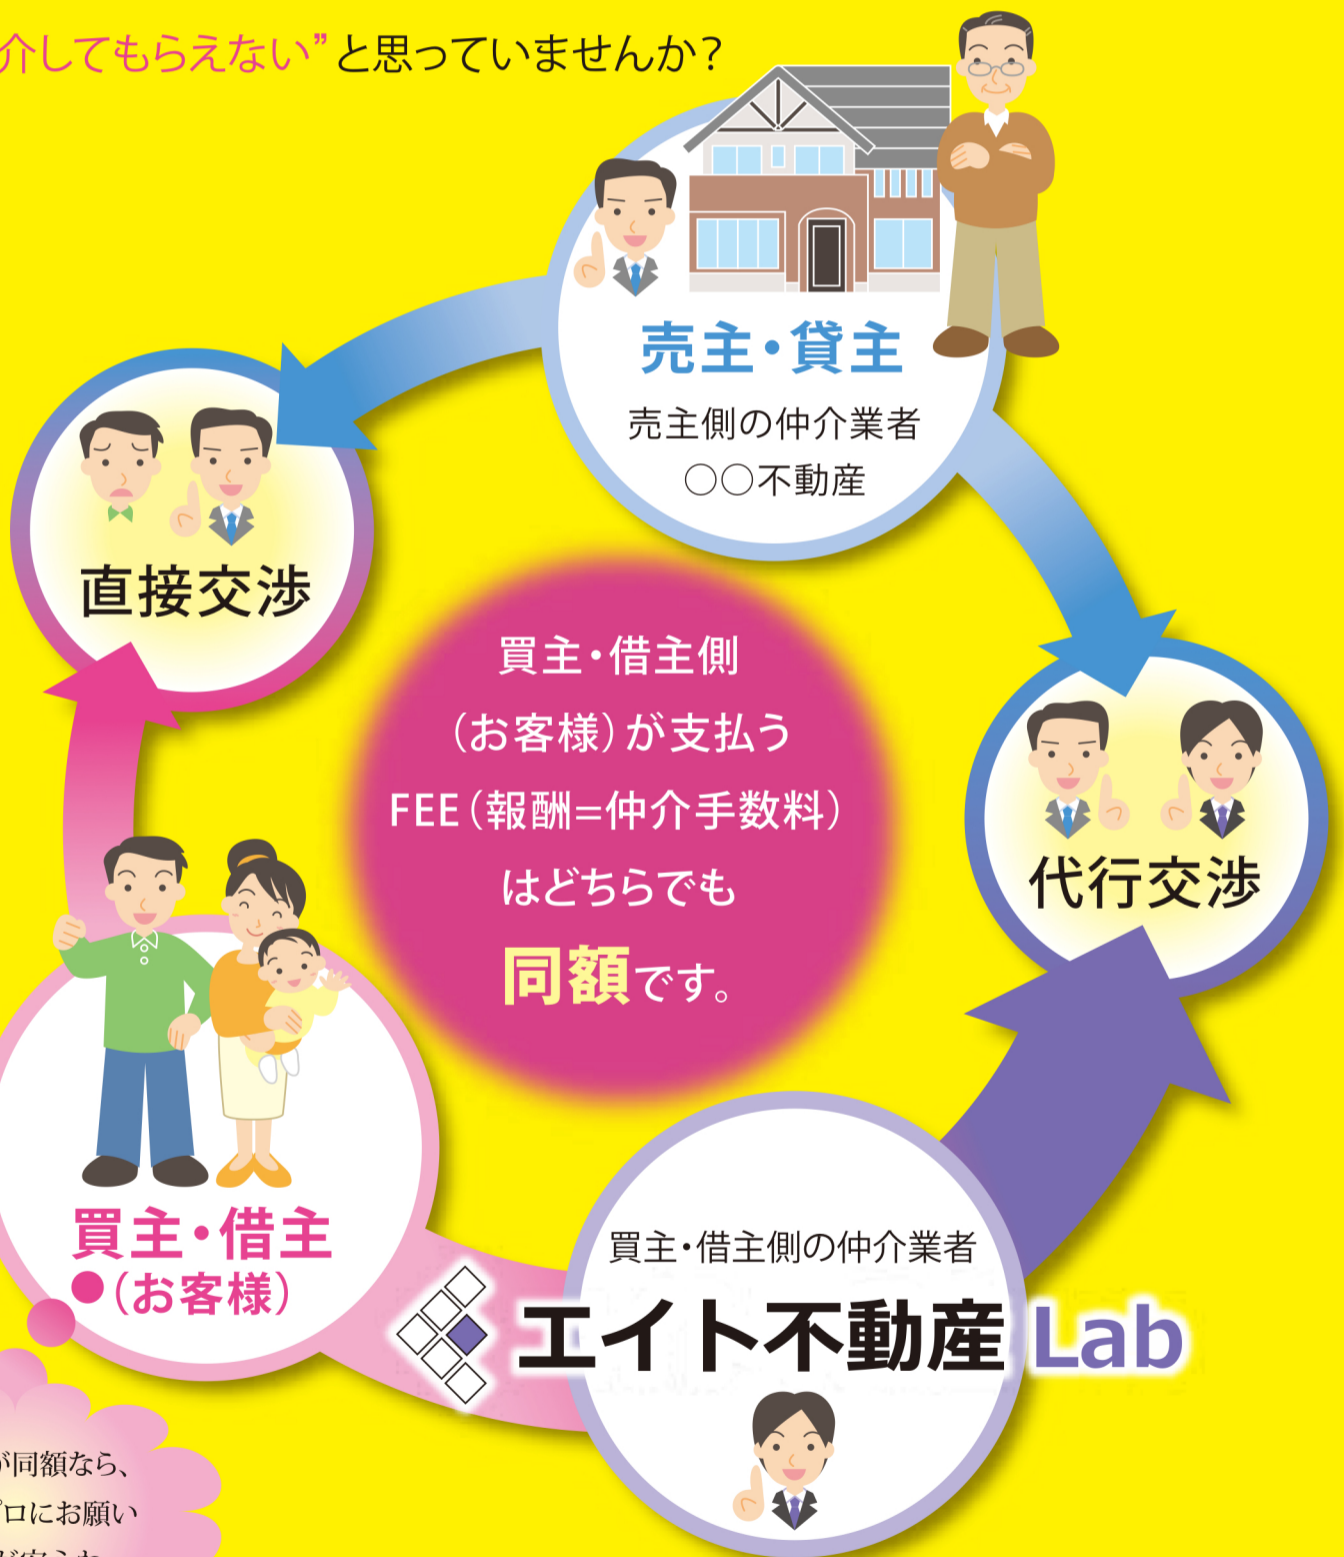 介してもらえない”と思っていませんか?
売主・貸主
売主側の仲介業者
○○不動産
直接交渉
買主・借主側
(お客様)が支払う
FEE(報酬=仲介手数料)
はどちらでも
同額です。
代行交渉
買主・借主
(お客様)
買主・借主側の仲介業者
エイト不動産 Lab
が同額なら、
プロにお願い